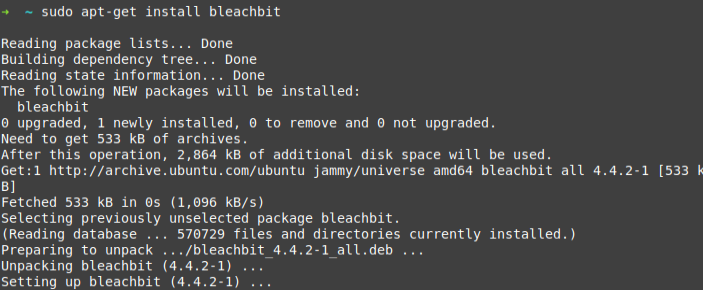 ➜  ~ sudo apt-get install bleachbit
Reading package lists... Done
Building dependency tree... Done
Reading state information... Done
The following NEW packages will be installed:
  bleachbit
0 upgraded, 1 newly installed, 0 to remove and 0 not upgraded.
Need to get 533 kB of archives.
After this operation, 2,864 kB of additional disk space will be used.
Get:1 http://archive.ubuntu.com/ubuntu jammy/universe amd64 bleachbit all 4.4.2-1 [533 k
B]
Fetched 533 kB in 0s (1,096 kB/s)
Selecting previously unselected package bleachbit.
(Reading database ... 570729 files and directories currently installed.)
Preparing to unpack .../bleachbit_4.4.2-1_all.deb ...
Unpacking bleachbit (4.4.2-1) ...
Setting up bleachbit (4.4.2-1) ...